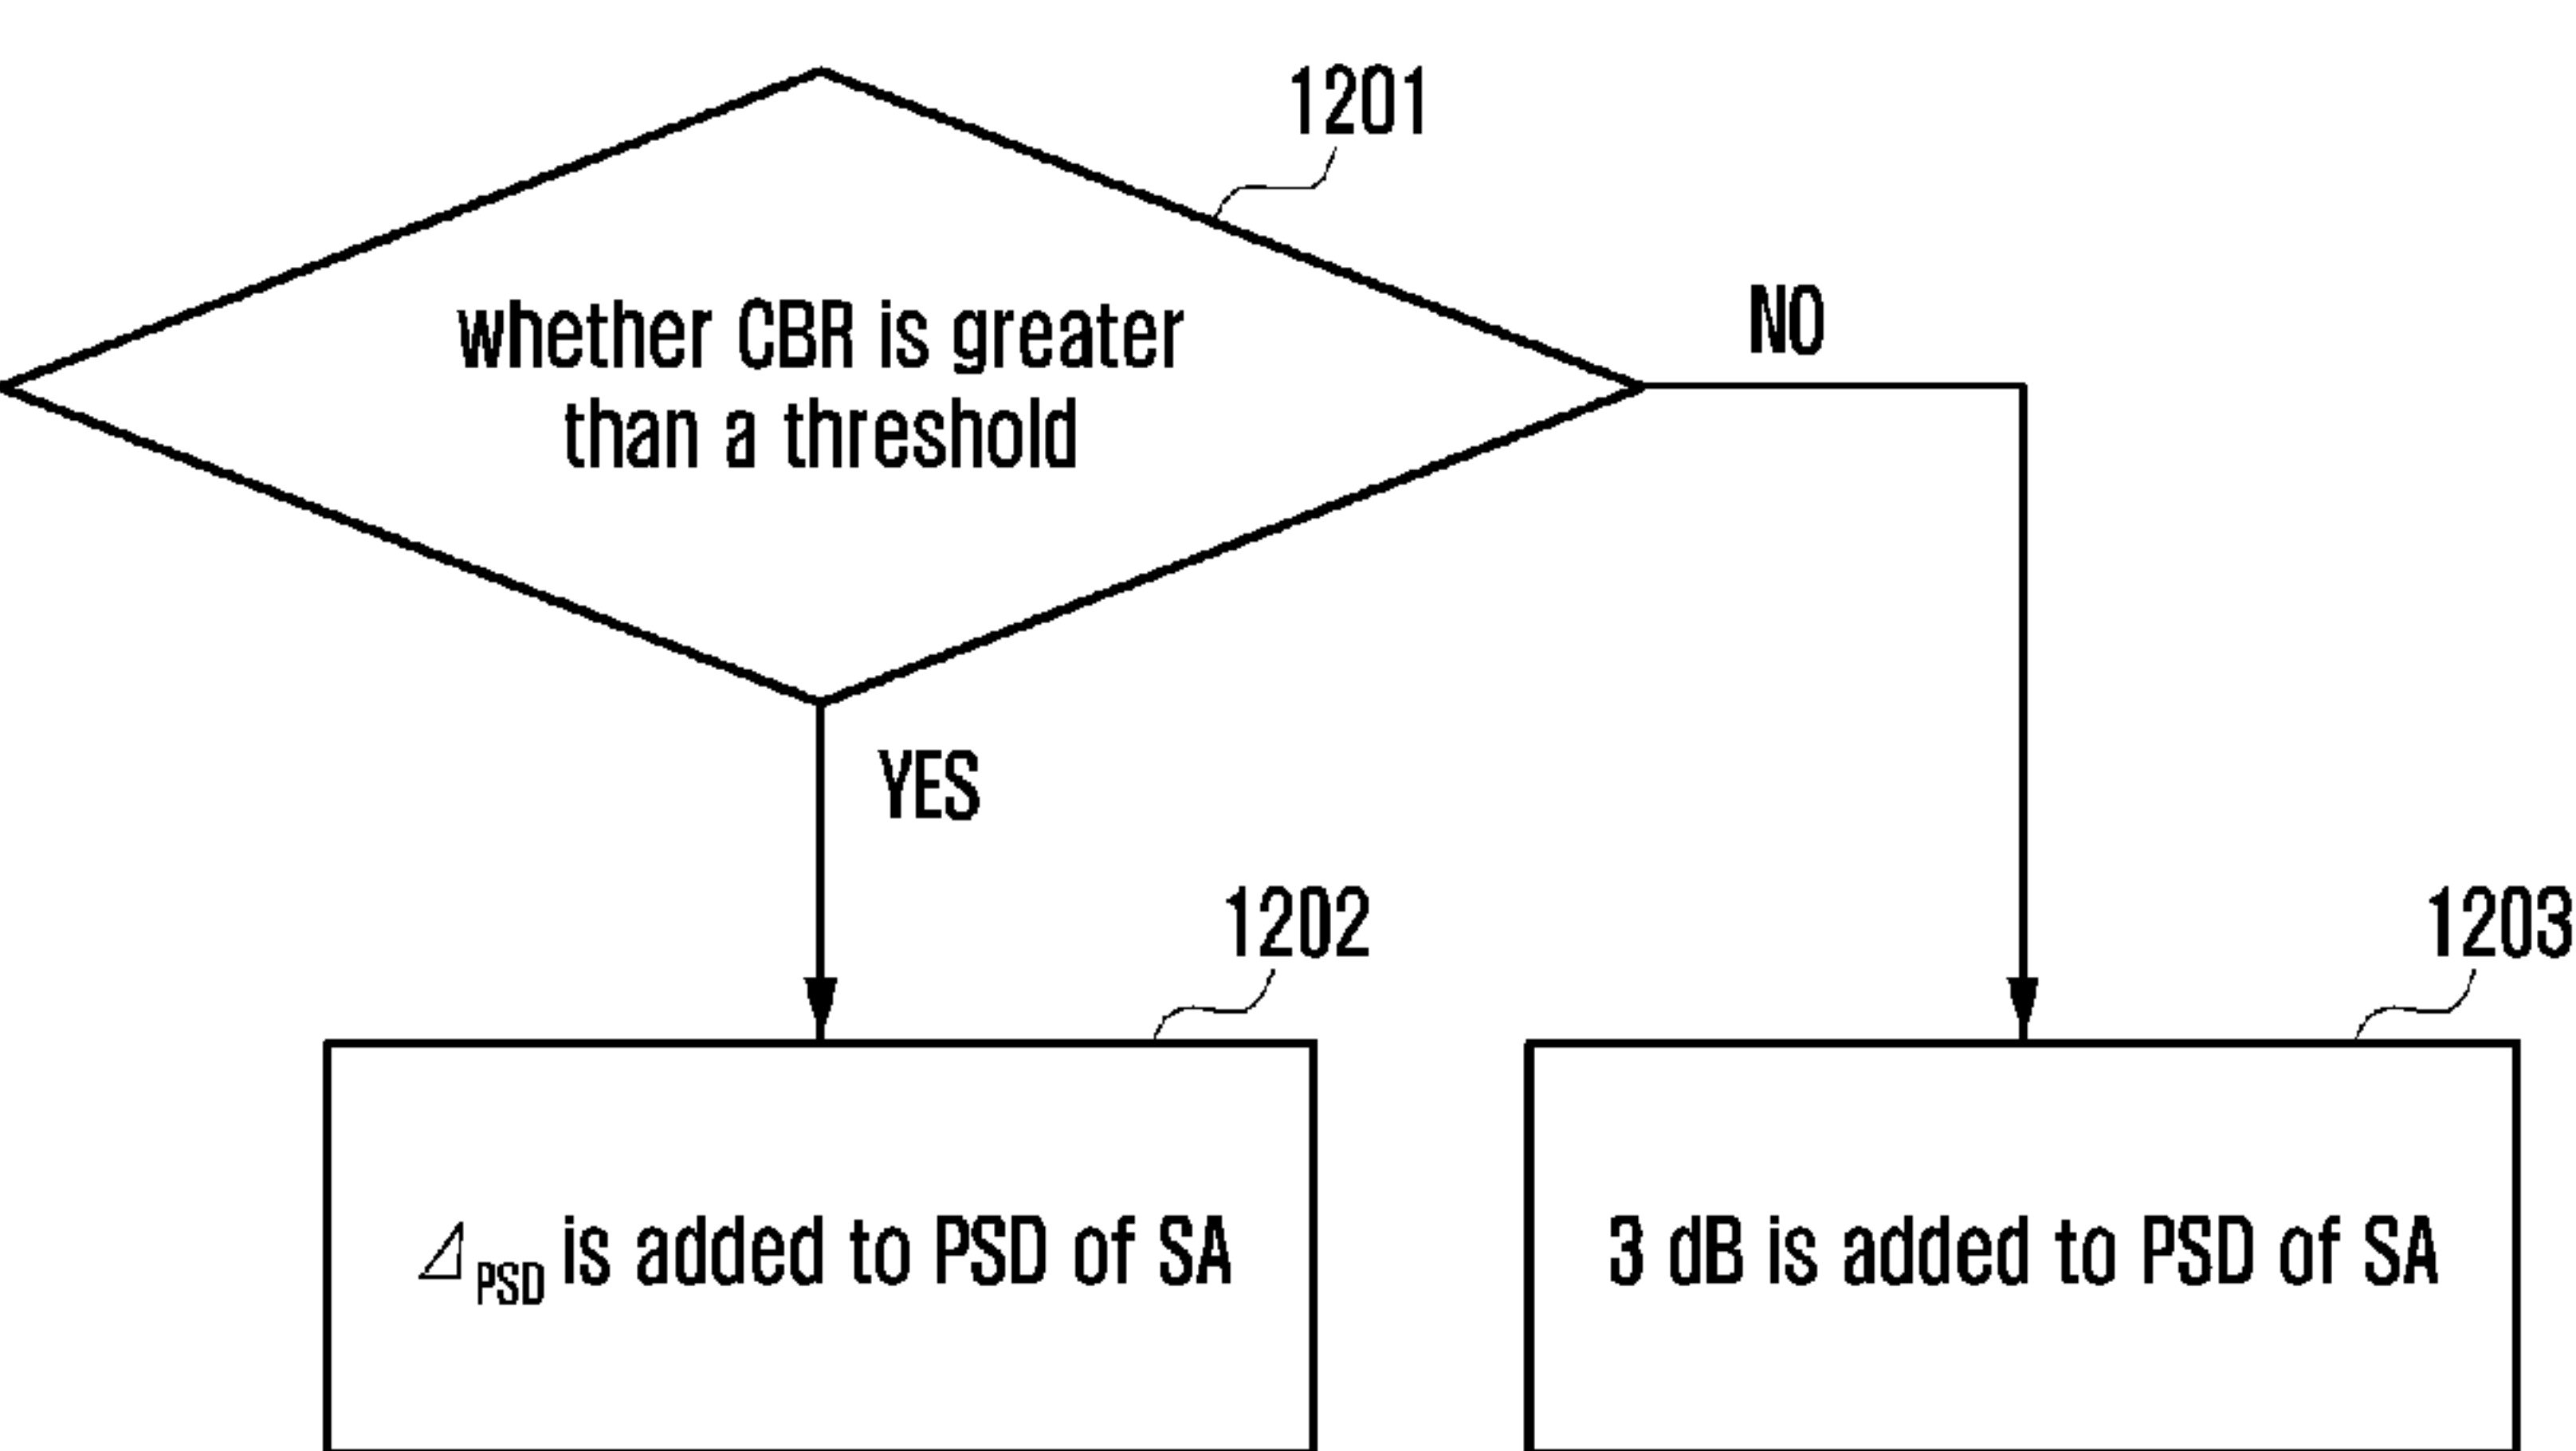 1201
whether CBR is greater
than a threshold
NO
YES
1202
1203
⊿PSD is added to PSD of SA
3 dB is added to PSD of SA